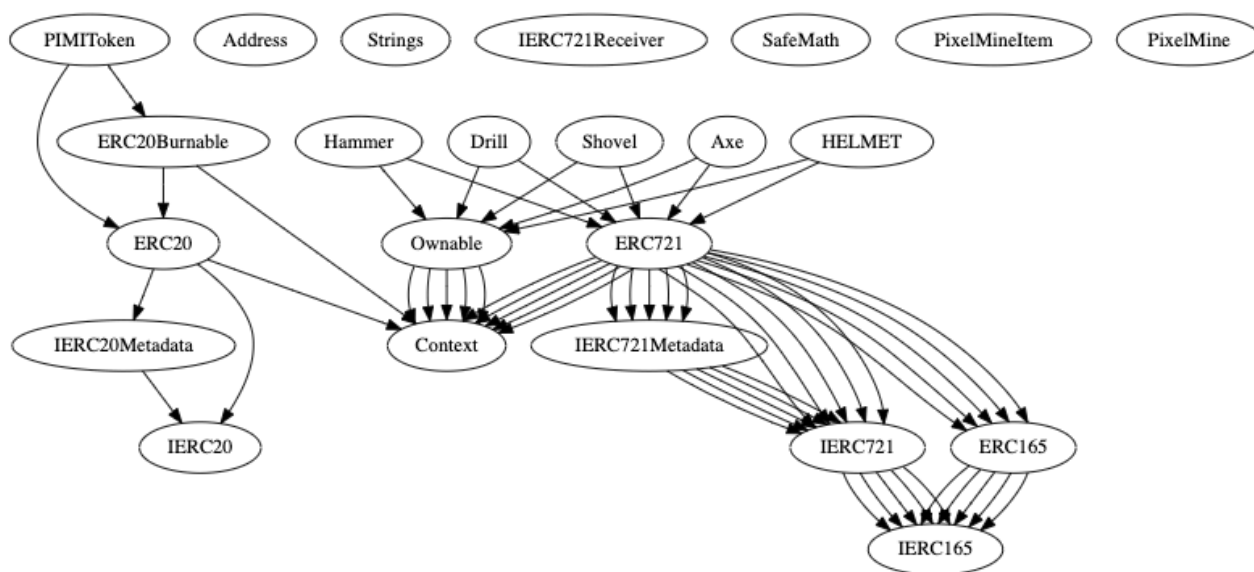 PIMIToken
Address
Strings
IERC721Receiver
SafeMath
PixelMineItem
PixelMine
ERC20Burnable
Hammer
Drill
Shovel
Axe
HELMET
ERC20
Ownable
ERC721
IERC20Metadata
Context
IERC721Metadata
IERC20
IERC721
ERC165
IERC165